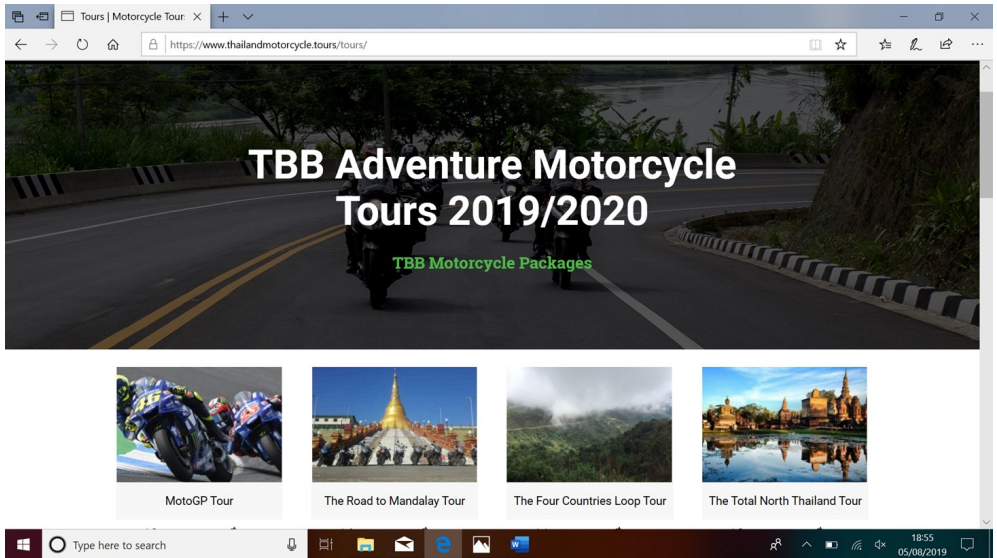 Tours | Motorcycle Tour
https://www.thailandmotorcycle.tours/tours/
TBB Adventure Motorcycle
Tours 2019/2020
TBB Motorcycle Packages
46
MotoGP Tour
The Road to Mandalay Tour
The Four Countries Loop Tour
The Total North Thailand Tour
Type here to search
18:55
05/08/2019